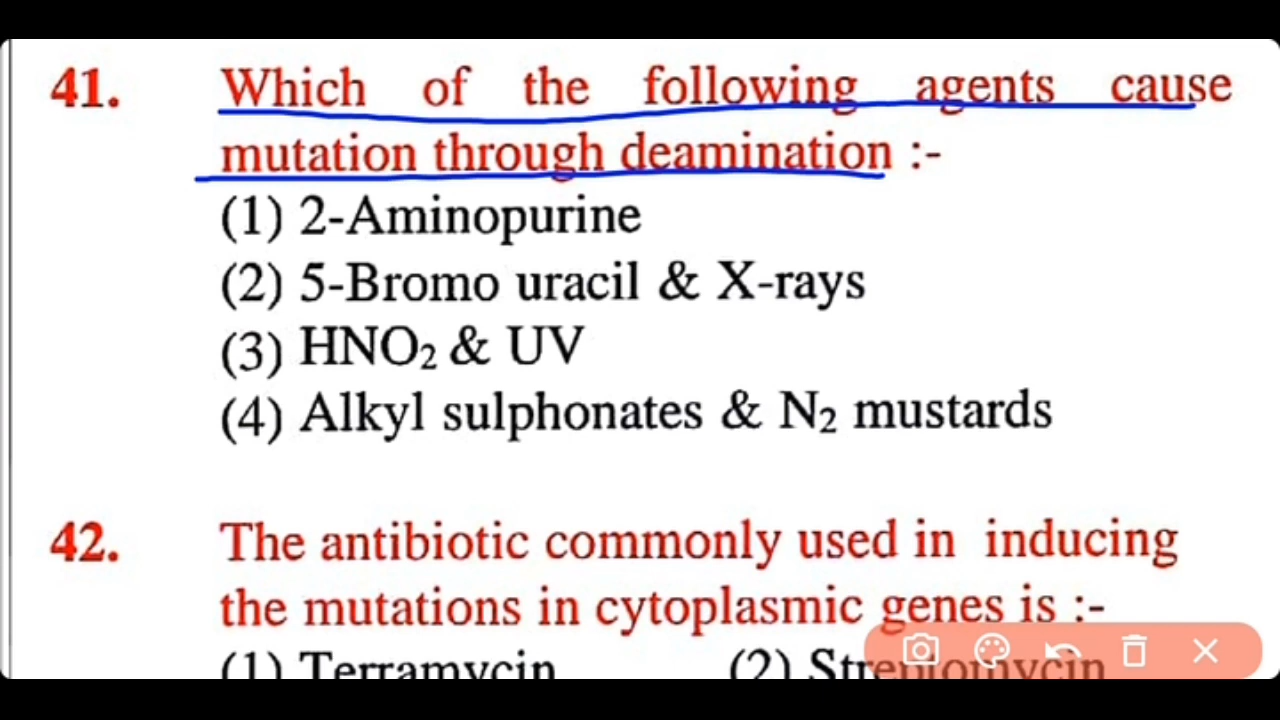 41. Which of the following agents cause
mutation through deamination :-
(1) 2-Aminopurine
(2) 5-Bromo uracil & X-rays
(3) HNO₂ & UV
(4) Alkyl sulphonates & N₂ mustards
42. The antibiotic commonly used in inducing
the mutations in cytoplasmic genes is :-
(1) Terramycin (2) Streptomycin